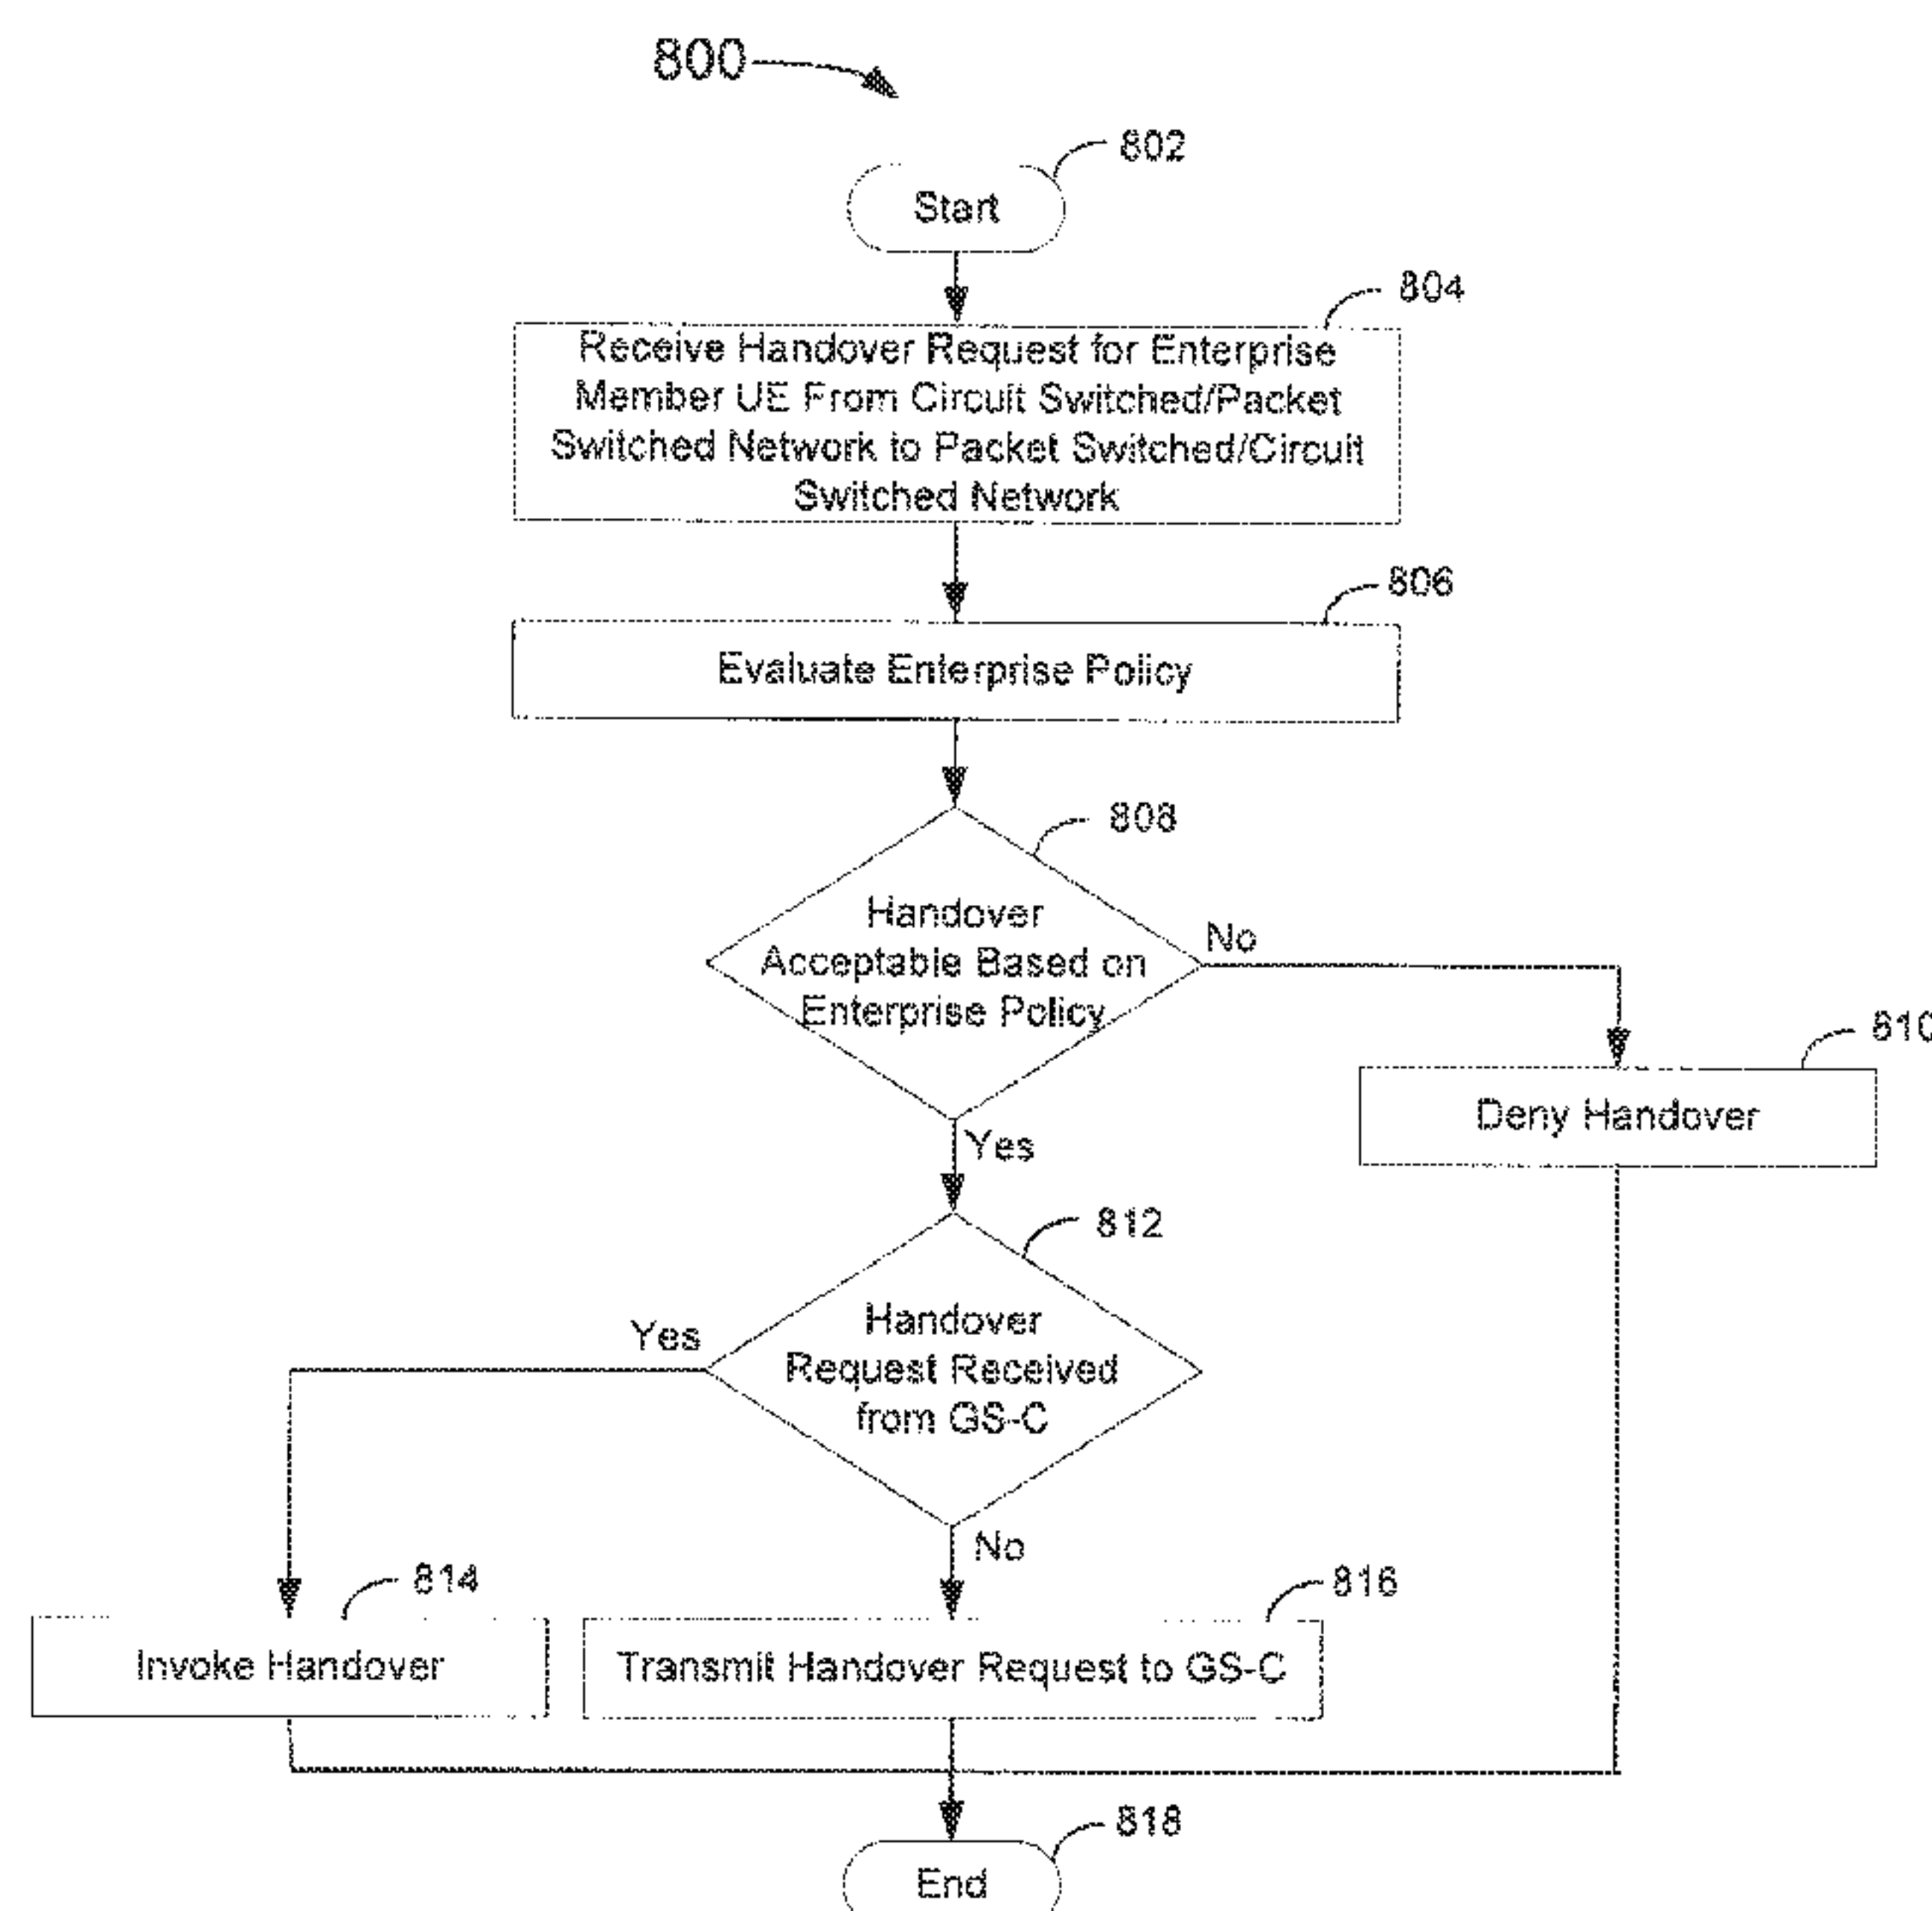 800
802
Start
804
Receive Handover Request for Enterprise
Member UE From Circuit Switched/Packet
Switched Network to Packet Switched/Circuit
Switched Network
806
Evaluate Enterprise Policy
808
Handover
Acceptable Based on
Enterprise Policy
No
810
Deny Handover
Yes
812
Handover
Request Received
from GS-C
Yes
No
814
Invoke Handover
816
Transmit Handover Request to GS-C
818
End